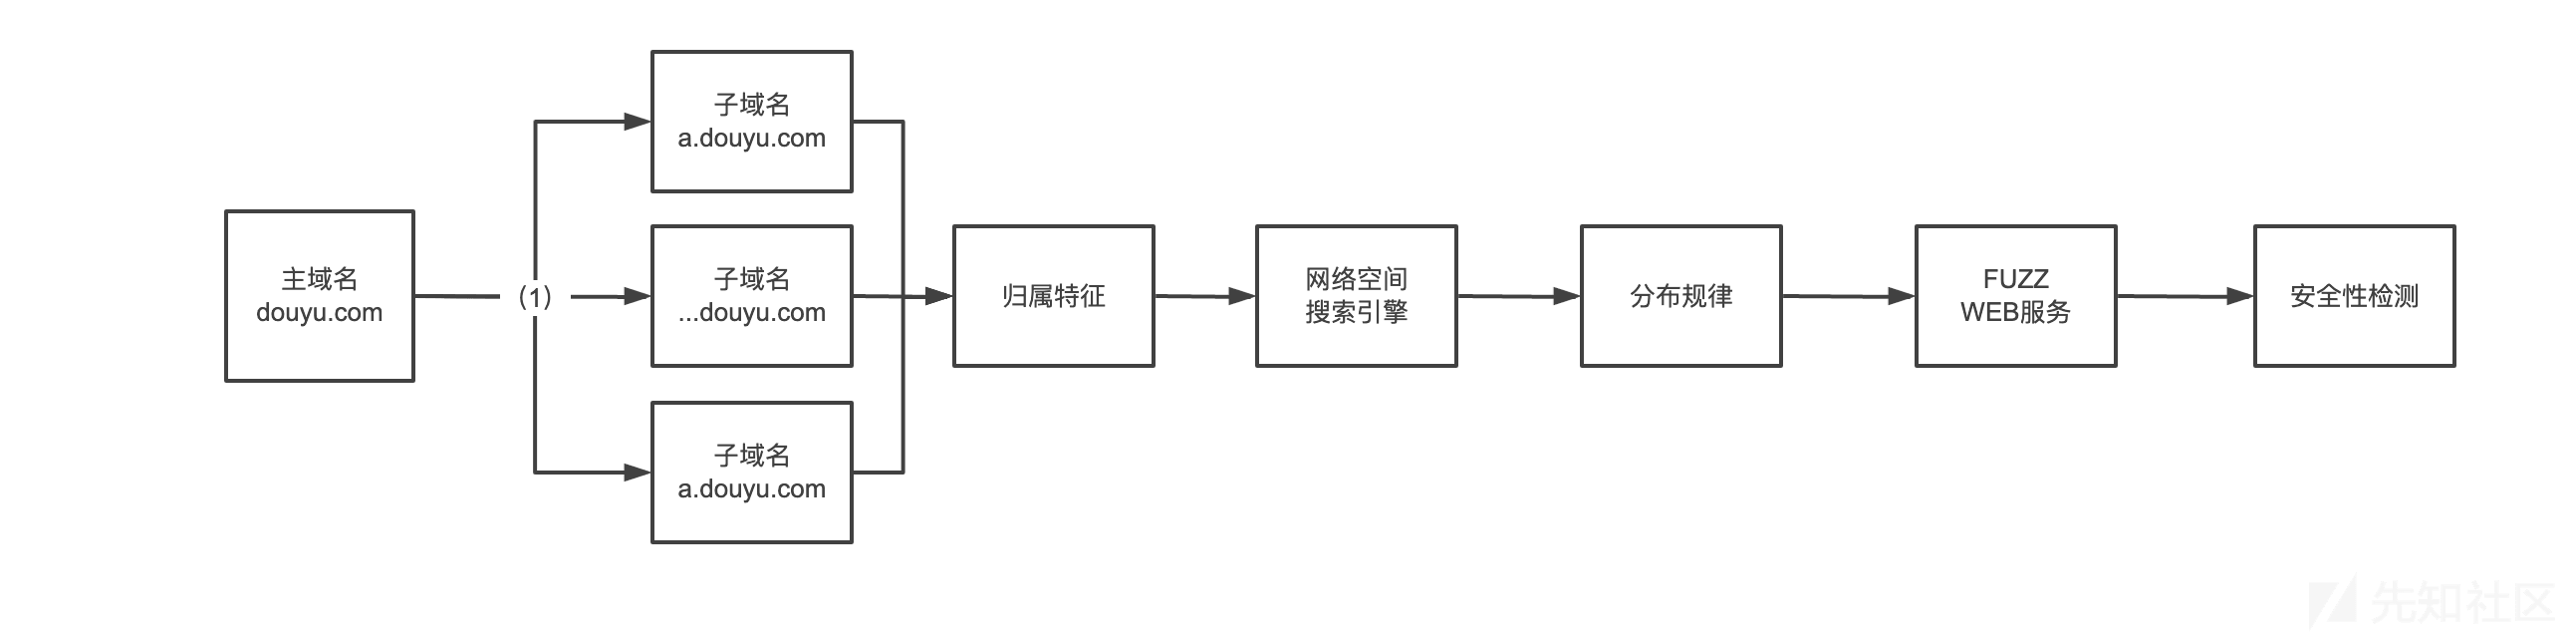 主域名
douyu.com
(1)
子域名
a.douyu.com
子域名
...douyu.com
子域名
a.douyu.com
归属特征
网络空间
搜索引擎
分布规律
FUZZ
WEB服务
安全性检测
先知社区